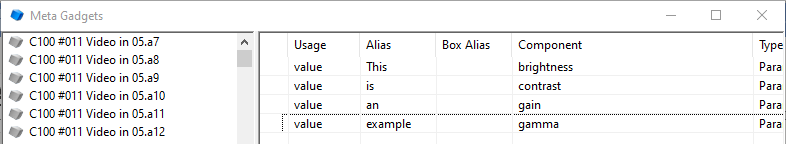 Meta Gadgets
C100 #011 Video in 05.a7
C100 #011 Video in 05.a8
C100 #011 Video in 05.a9
C100 #011 Video in 05.a10
C100 #011 Video in 05.a11
C100 #011 Video in 05.a12
Usage Alias Box Alias Component Type
value This brightness Para
value is contrast Para
value an gain Para
value example gamma Para